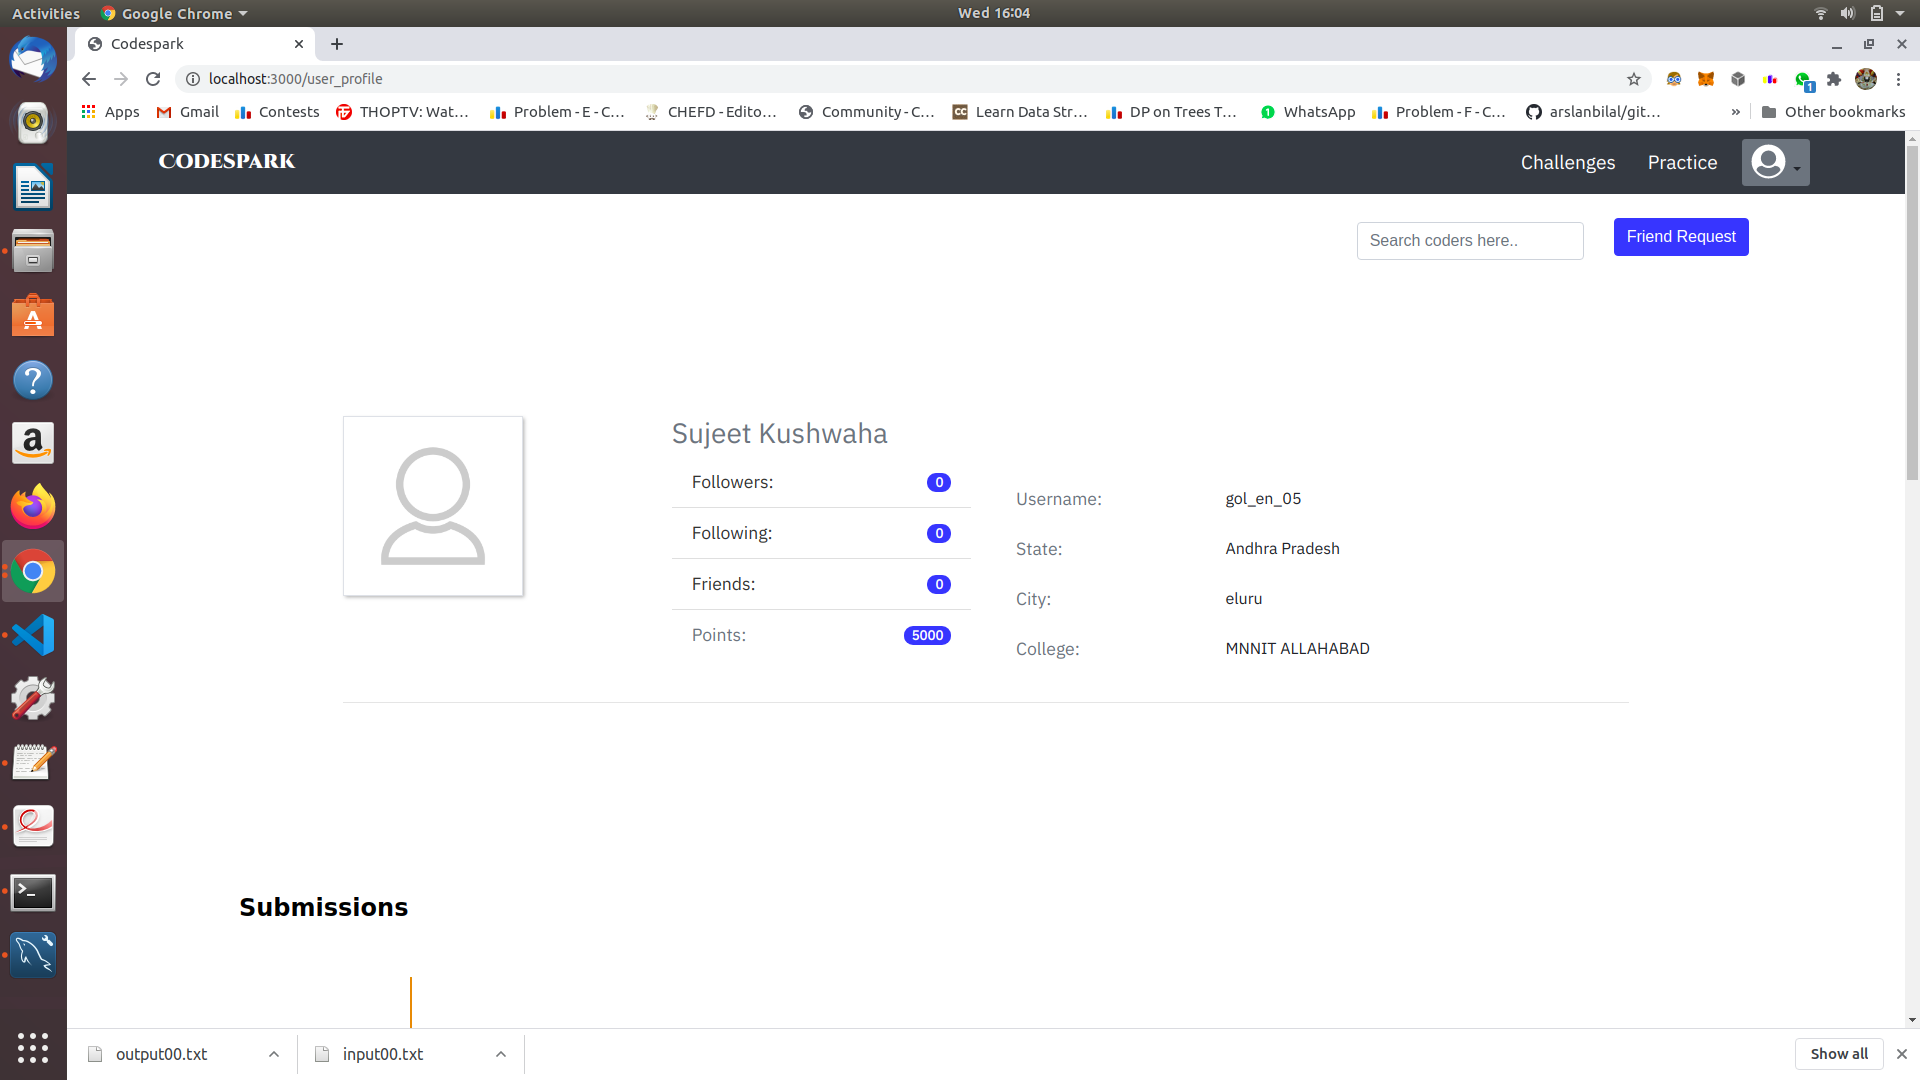 Activities
Google Chrome
Wed 16:04
Codespark
localhost:3000/user_profile
1
Apps
Gmail
Contests
THOPTV: Wat...
Problem - E - C...
CHEFD - Edito...
Community - C...
CC
Learn Data Str...
DP on Trees T...
1
WhatsApp
Problem - F - C...
arslanbilal/git...
»
Other bookmarks
CODESPARK
Challenges
Practice
Search coders here..
Friend Request
Sujeet Kushwaha
Followers: 0
Following: 0
Friends: 0
Points: 5000
Username: gol_en_05
State: Andhra Pradesh
City: eluru
College: MNNIT ALLAHABAD
Submissions
output00.txt
input00.txt
Show all